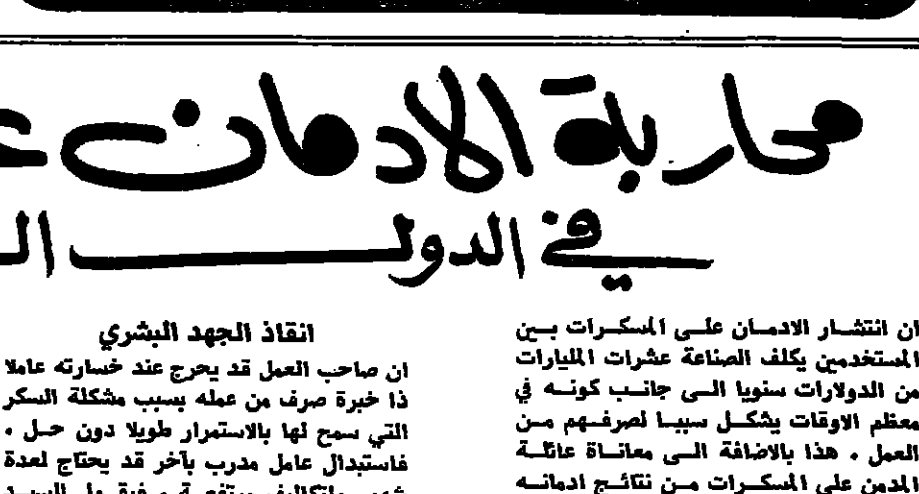 محاربة الادمان
في الدول
ان انتشار الادمان على المسكرات بين
المستخدمين يكلف الصناعة عشرات المليارات
من الدولارات سنويا الى جانب كونه في
معظم الاوقات يشكل سببا لصرفهم من
العمل . هذا بالاضافة الى معاناة عائلة
المدمن على المسكرات من نتائج ادمانه
انقاذ الجهد البشري
ان صاحب العمل قد يحرج عند خسارته عاملا
ذا خبرة صرف من عمله بسبب مشكلة السكر
التي سمح لها بالاستمرار طويلا دون حل .
فاستبدال عامل مدرب بآخر قد يحتاج لعدة